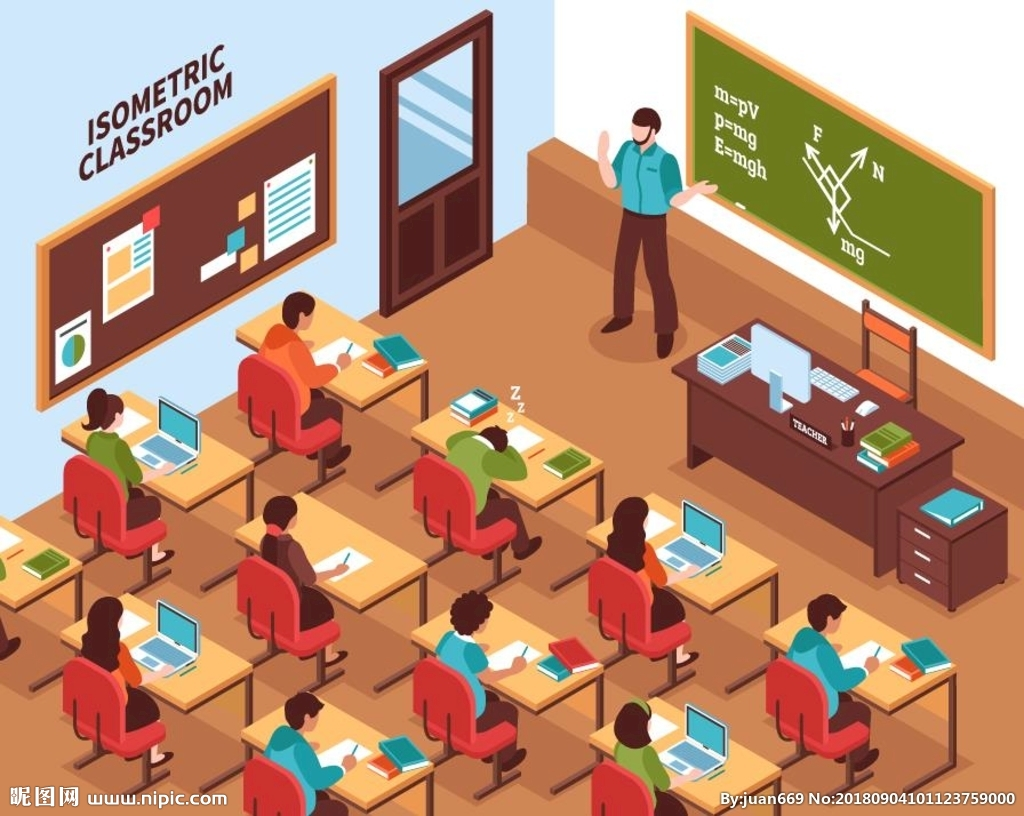 ISOMETRIC
CLASSROOM
m=pV
p=mg
E=mgh
F
N
mg
Z
Z
Z
TEACHER
昵图网 www.nipic.com
By:juan669 No:20180904101123759000